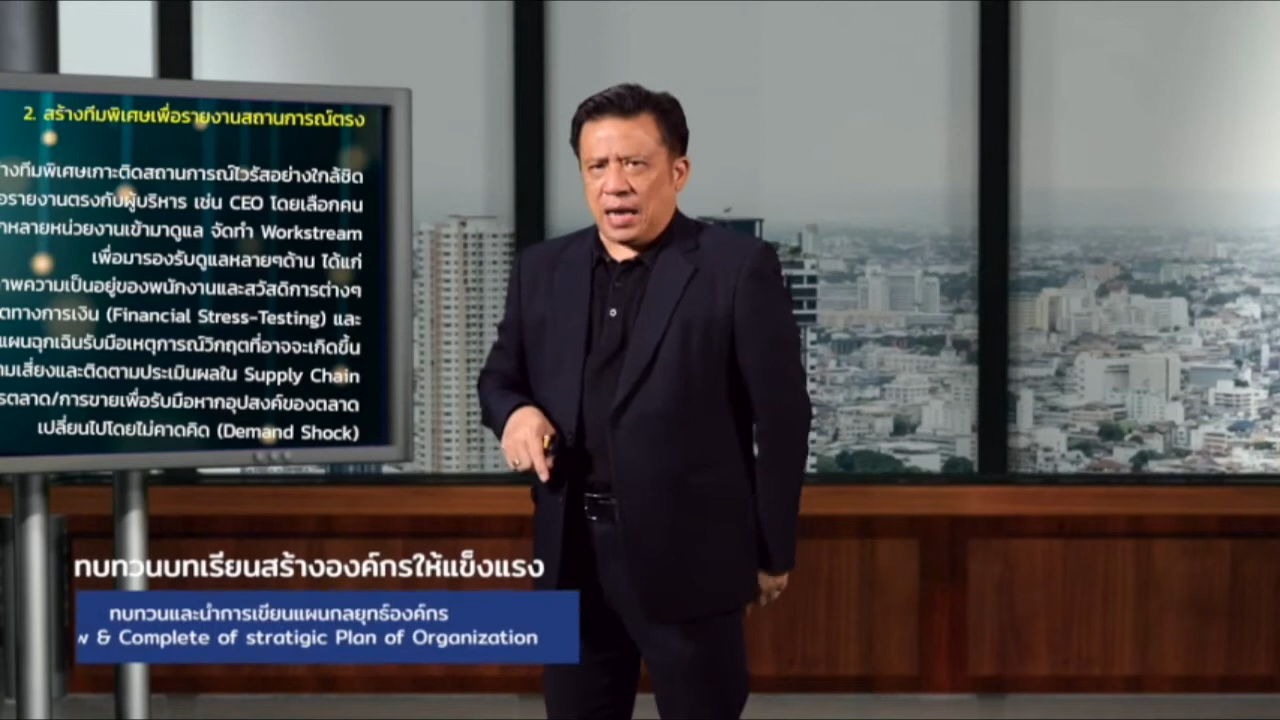 2. สร้างทีมพิเศษเพื่อรายงานสถานการณ์ตรง
ทีมพิเศษเกาะติดสถานการณ์ไวรัสอย่างใกล้ชิด
รายงานตรงกับผู้บริหาร เช่น CEO โดยเลือกคน
หลายหน่วยงานเข้ามาดูแล จัดทำ Workstream
เพื่อมารองรับดูแลหลายๆด้าน ได้แก่
ความเป็นอยู่ของพนักงานและสวัสดิการต่างๆ
ทางการเงิน (Financial Stress-Testing) และ
แผนฉุกเฉินรับมือเหตุการณ์วิกฤตที่อาจจะเกิดขึ้น
เสี่ยงและติดตามประเมินผลใน Supply Chain
ตลาด/การขายเพื่อรับมือหากอุปสงค์ของตลาด
เปลี่ยนไปโดยไม่คาดคิด (Demand Shock)
ทบทวนบทเรียนสร้างองค์กรให้แข็งแรง
ทบทวนและนำการเขียนแผนกลยุทธ์องค์กร
& Complete of stratigic Plan of Organization